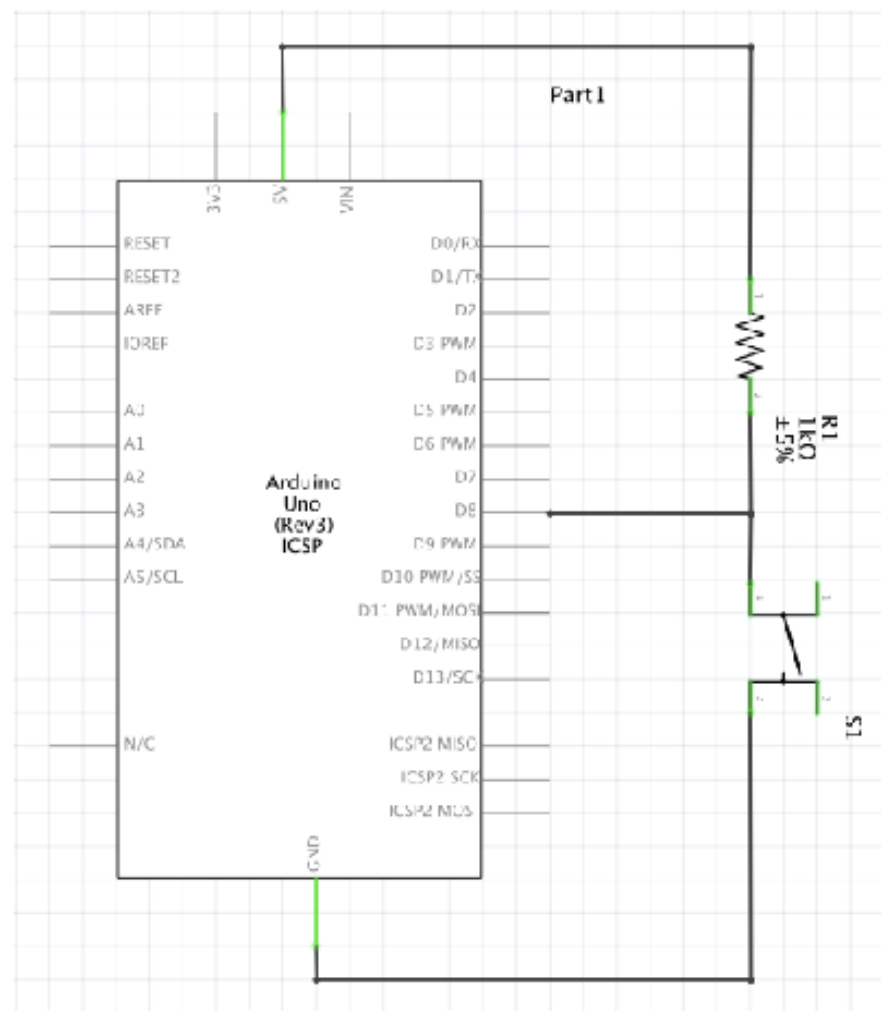 Part1
3V3
5V
VIN
RESET
RESET2
AREF
IOREF
A0
A1
A2
A3
A4/SDA
A5/SCL
N/C
Arduino
Uno
(Rev3)
ICSP
D0/RX
D1/TX
D2
D3 PWM
D4
D5 PWM
D6 PWM
D7
D8
D9 PWM
D10 PWM/SS
D11 PWM/MOSI
D12/MISO
D13/SCK
ICSP2 MISO
ICSP2 SCK
ICSP2 MOSI
GND
R1
1kΩ
±5%
S1